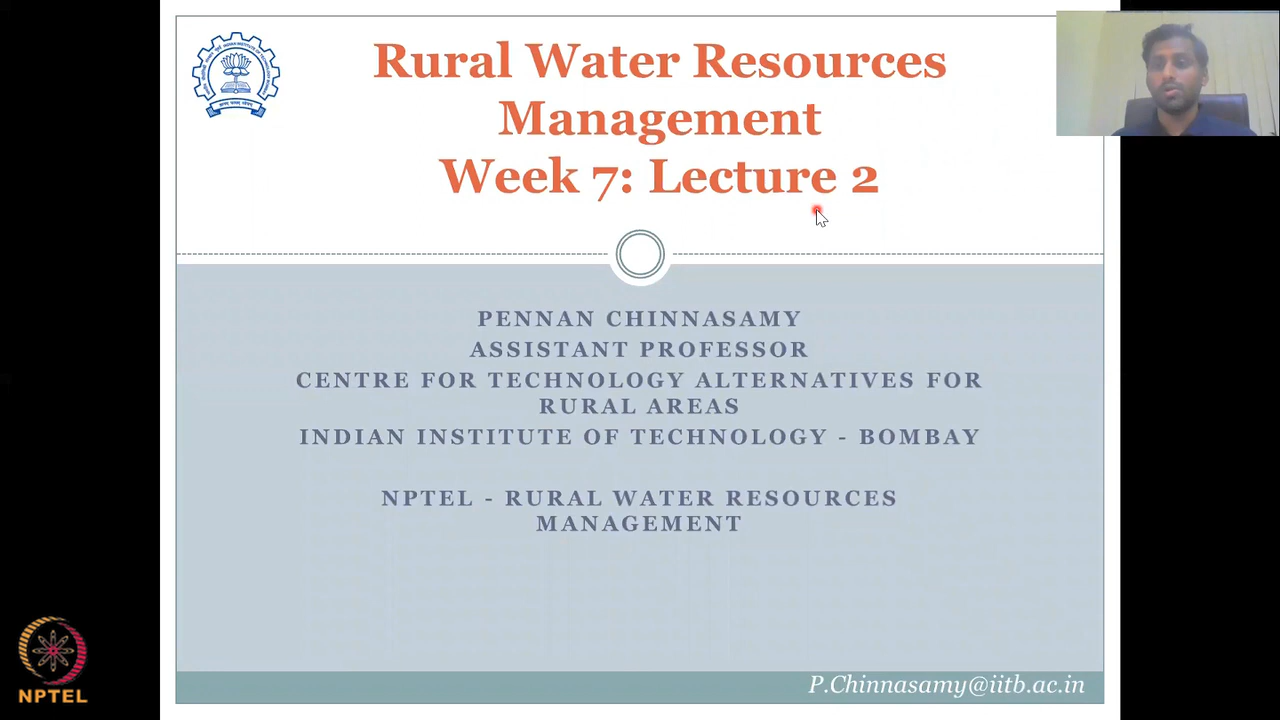 Rural Water Resources
Management
Week 7: Lecture 2
PENNAN CHINNASAMY
ASSISTANT PROFESSOR
CENTRE FOR TECHNOLOGY ALTERNATIVES FOR
RURAL AREAS
INDIAN INSTITUTE OF TECHNOLOGY - BOMBAY
NPTEL - RURAL WATER RESOURCES
MANAGEMENT
P.Chinnasamy@iitb.ac.in
NPTEL